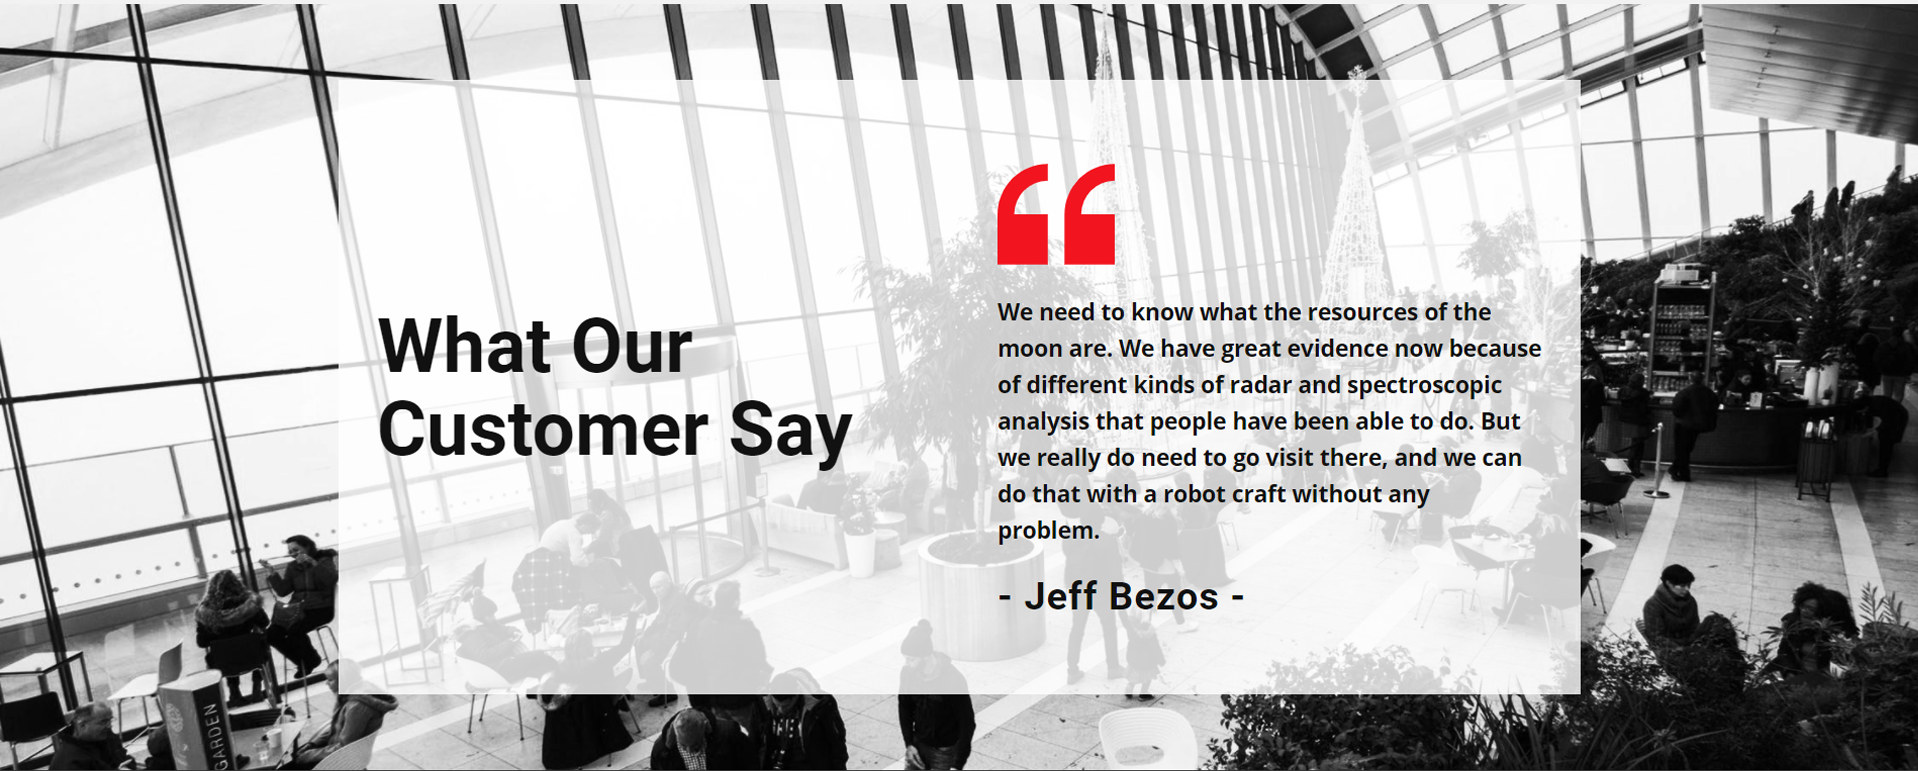 What Our
Customer Say
We need to know what the resources of the
moon are. We have great evidence now because
of different kinds of radar and spectroscopic
analysis that people have been able to do. But
we really do need to go visit there, and we can
do that with a robot craft without any
problem.
- Jeff Bezos -
GARDEN